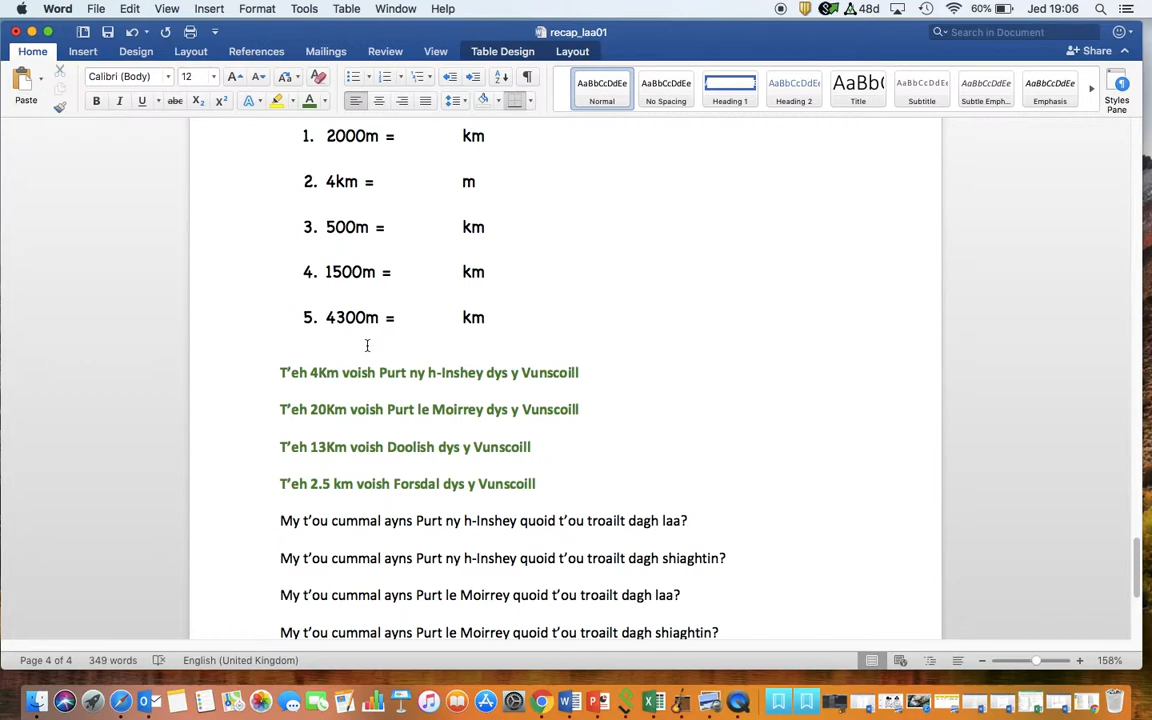 Word File Edit View Insert Format Tools Table Window Help 48d 60% Jed 19:06
recap_laa01 Search in Document
Home Insert Design Layout References Mailings Review View Table Design Layout Share
Calibri (Body) 12 AaBbCcDdEe AaBbCcDdEe AaBbCcDdEe AaBbCcDdEe AaBbC AaBbCcDdEe AaBbCcDdEe AaBbCcDdEe
Paste B I U abc X2 X2 A A Normal No Spacing Heading 1 Heading 2 Title Subtitle Subtle Emph... Emphasis Styles Pane
1. 2000m = km
2. 4km = m
3. 500m = km
4. 1500m = km
5. 4300m = km
T’eh 4Km voish Purt ny h-Inshey dys y Vunscoill
T’eh 20Km voish Purt le Moirrey dys y Vunscoill
T’eh 13Km voish Doolish dys y Vunscoill
T’eh 2.5 km voish Forsdal dys y Vunscoill
My t’ou cummal ayns Purt ny h-Inshey quoid t’ou troailt dagh laa?
My t’ou cummal ayns Purt ny h-Inshey quoid t’ou troailt dagh shiaghtin?
My t’ou cummal ayns Purt le Moirrey quoid t’ou troailt dagh laa?
My t’ou cummal ayns Purt le Moirrey quoid t’ou troailt dagh shiaghtin?
Page 4 of 4 349 words English (United Kingdom) 158%